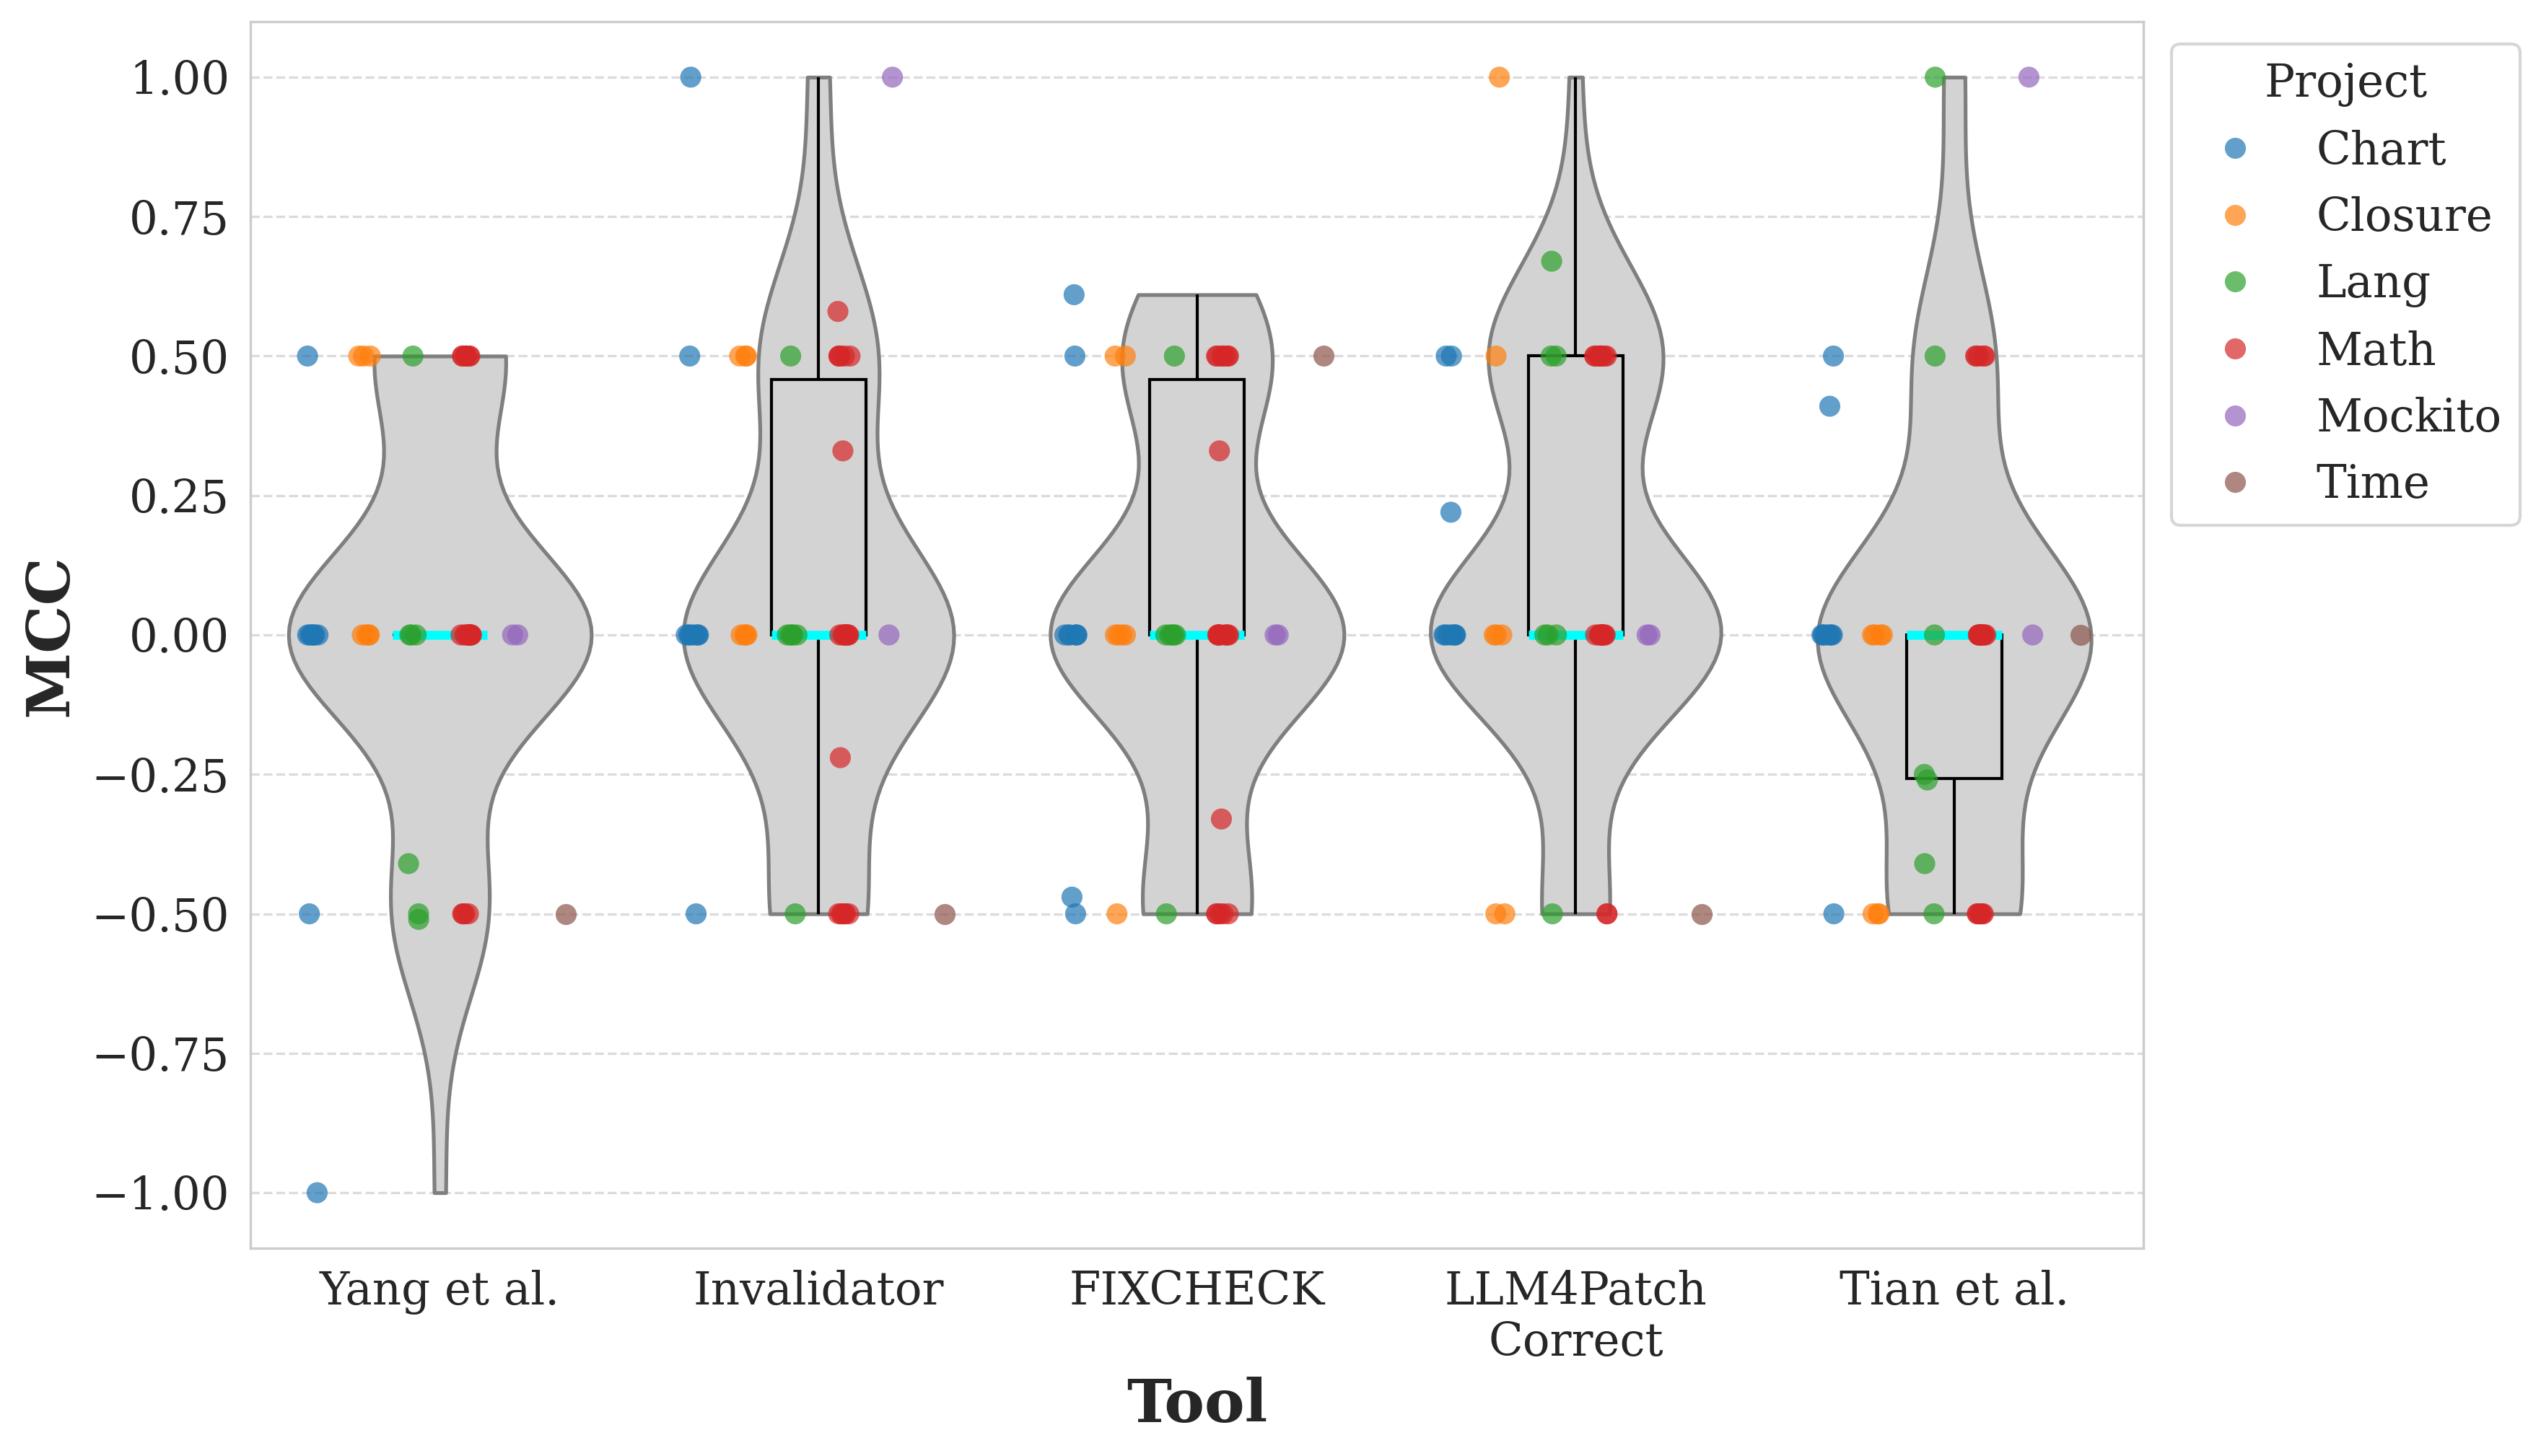 MCC
1.00
0.75
0.50
0.25
0.00
−0.25
−0.50
−0.75
−1.00
Yang et al.
Invalidator
FIXCHECK
LLM4Patch
Correct
Tian et al.
Tool
Project
Chart
Closure
Lang
Math
Mockito
Time